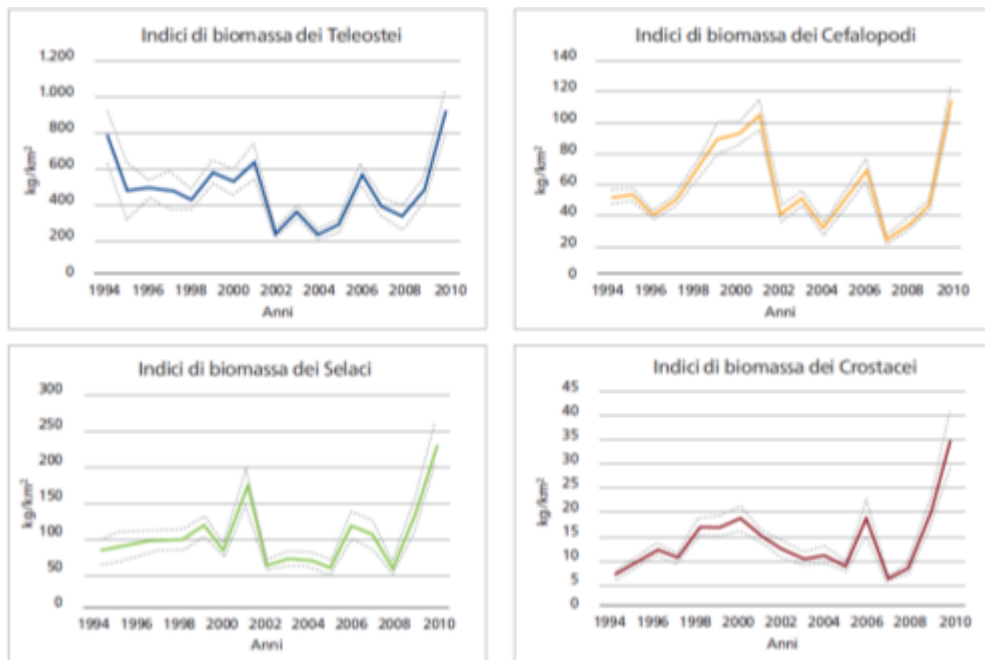 Indici di biomassa dei Teleostei
1.200
1.000
800
600
400
200
0
kg/km²
1994 1996 1998 2000 2002 2004 2006 2008 2010
Anni
Indici di biomassa dei Cefalopodi
140
120
100
80
60
40
20
0
kg/km²
1994 1996 1998 2000 2002 2004 2006 2008 2010
Anni
Indici di biomassa dei Selaci
300
250
200
150
100
50
0
kg/km²
1994 1996 1998 2000 2002 2004 2006 2008 2010
Anni
Indici di biomassa dei Crostacei
45
40
35
30
25
20
15
10
5
0
kg/km²
1994 1996 1998 2000 2002 2004 2006 2008 2010
Anni